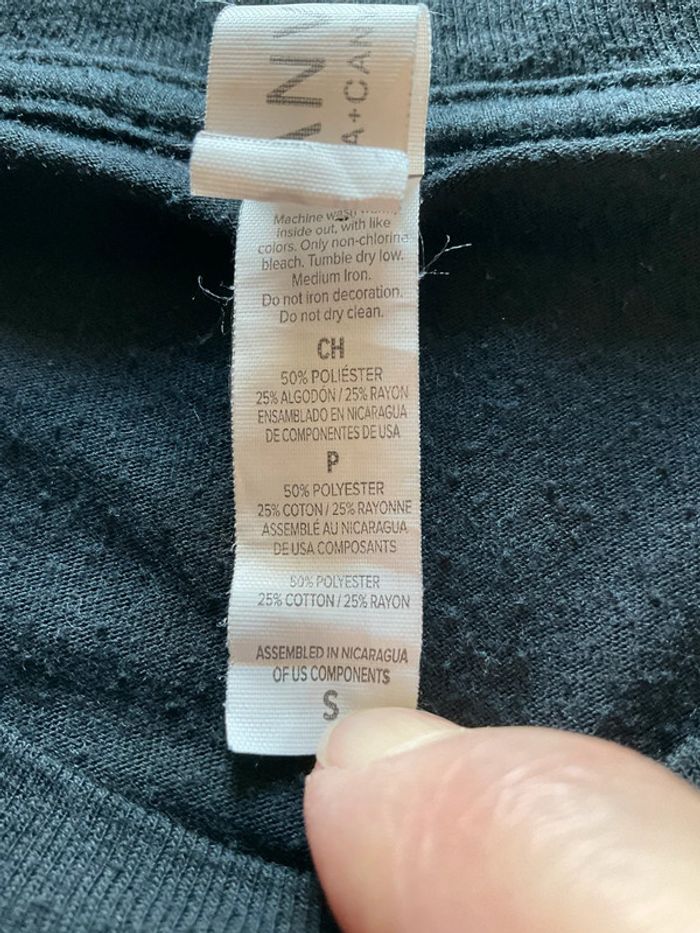 A+CAN
Machine wash warm,
inside out, with like
colors. Only non-chlorine
bleach. Tumble dry low.
Medium Iron.
Do not iron decoration.
Do not dry clean.
CH
50% POLIÉSTER
25% ALGODÓN / 25% RAYON
ENSAMBLADO EN NICARAGUA
DE COMPONENTES DE USA
P
50% POLYESTER
25% COTON / 25% RAYONNE
ASSEMBLÉ AU NICARAGUA
DE USA COMPOSANTS
50% POLYESTER
25% COTTON / 25% RAYON
ASSEMBLED IN NICARAGUA
OF US COMPONENTS
S